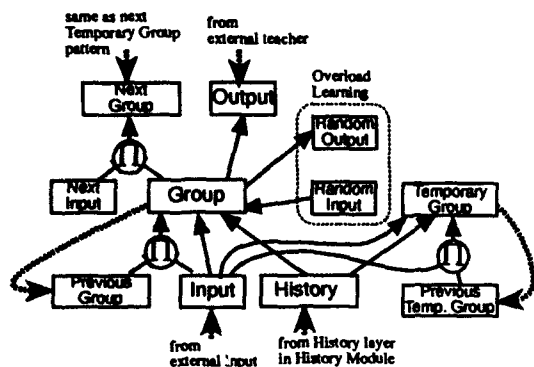 same as next
Temporary Group
pattern
from
external teacher
Overload
Learning
Next
Group
Output
Random
Output
Π
Next
Input
Group
Random
Input
Temporary
Group
Π
Π
Previous
Group
Input
History
Previous
Temp. Group
from
external input
from History layer
in History Module